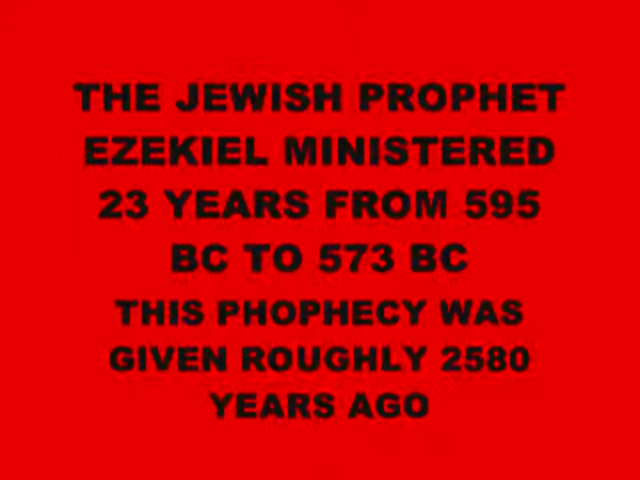 THE JEWISH PROPHET
EZEKIEL MINISTERED
23 YEARS FROM 595
BC TO 573 BC
THIS PHOPHECY WAS
GIVEN ROUGHLY 2580
YEARS AGO